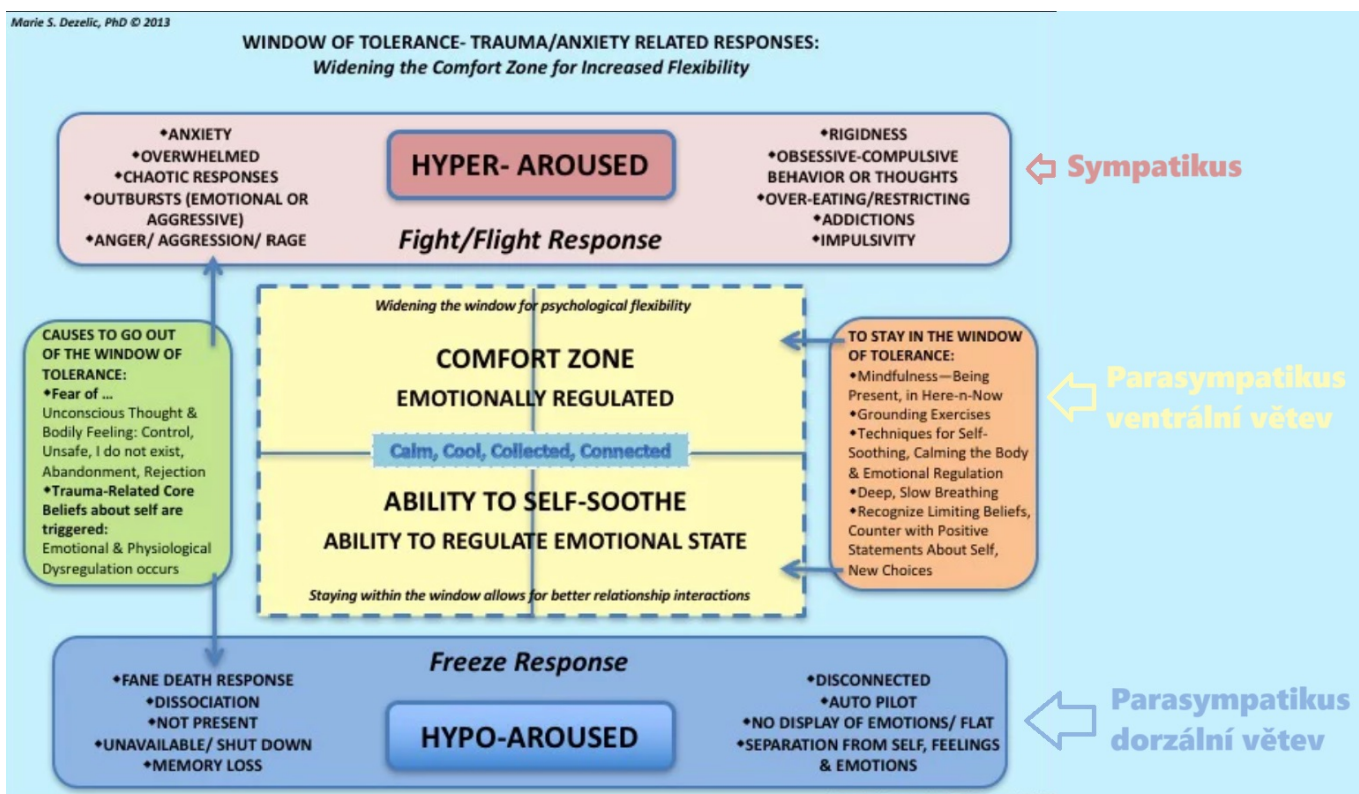 Marie S. Dezelic, PhD © 2013
WINDOW OF TOLERANCE- TRAUMA/ANXIETY RELATED RESPONSES:
Widening the Comfort Zone for Increased Flexibility
◆ANXIETY
◆OVERWHELMED
◆CHAOTIC RESPONSES
◆OUTBURSTS (EMOTIONAL OR
AGGRESSIVE)
◆ANGER/ AGGRESSION/ RAGE
HYPER- AROUSED
Fight/Flight Response
◆RIGIDNESS
◆OBSESSIVE-COMPULSIVE
BEHAVIOR OR THOUGHTS
◆OVER-EATING/RESTRICTING
◆ADDICTIONS
◆IMPULSIVITY
Sympatikus
CAUSES TO GO OUT
OF THE WINDOW OF
TOLERANCE:
◆Fear of ...
Unconscious Thought &
Bodily Feeling: Control,
Unsafe, I do not exist,
Abandonment, Rejection
◆Trauma-Related Core
Beliefs about self are
triggered:
Emotional & Physiological
Dysregulation occurs
Widening the window for psychological flexibility
COMFORT ZONE
EMOTIONALLY REGULATED
Calm, Cool, Collected, Connected
ABILITY TO SELF-SOOTHE
ABILITY TO REGULATE EMOTIONAL STATE
Staying within the window allows for better relationship interactions
TO STAY IN THE WINDOW
OF TOLERANCE:
◆Mindfulness—Being
Present, in Here-n-Now
◆Grounding Exercises
◆Techniques for Self-
Soothing, Calming the Body
& Emotional Regulation
◆Deep, Slow Breathing
◆Recognize Limiting Beliefs,
Counter with Positive
Statements About Self,
New Choices
Parasympatikus
ventrální větev
Freeze Response
◆FANE DEATH RESPONSE
◆DISSOCIATION
◆NOT PRESENT
◆UNAVAILABLE/ SHUT DOWN
◆MEMORY LOSS
HYPO-AROUSED
◆DISCONNECTED
◆AUTO PILOT
◆NO DISPLAY OF EMOTIONS/ FLAT
◆SEPARATION FROM SELF, FEELINGS
& EMOTIONS
Parasympatikus
dorzální větev